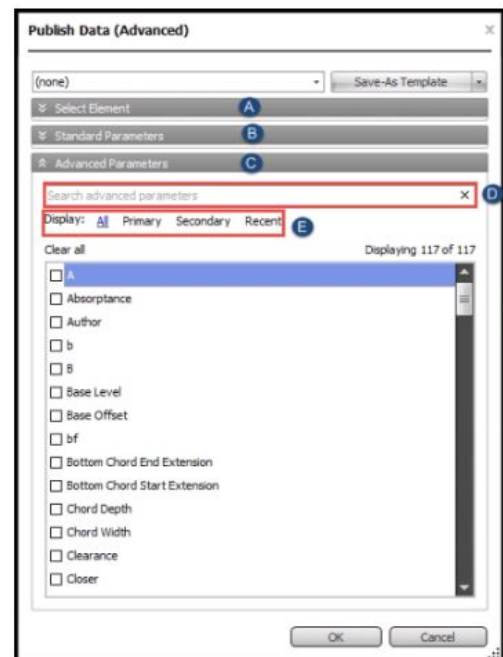 Publish Data (Advanced) x
(none) Save-As Template
Select Element A
Standard Parameters B
Advanced Parameters C
Search advanced parameters x D
Display: All Primary Secondary Recent E
Clear all Displaying 117 of 117
A
Absorptance
Author
b
B
Base Level
Base Offset
bf
Bottom Chord End Extension
Bottom Chord Start Extension
Chord Depth
Chord Width
Clearance
Closer
OK Cancel